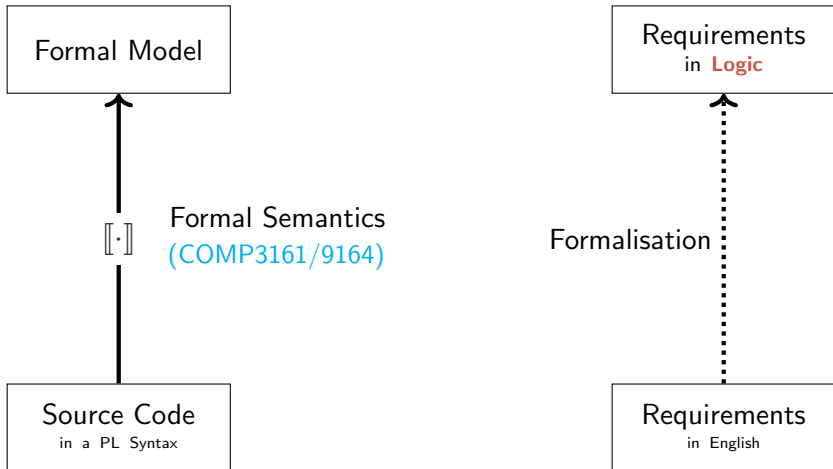 Formal Model
Requirements
in Logic
⟦·⟧
Formal Semantics
(COMP3161/9164)
Formalisation
Source Code
in a PL Syntax
Requirements
in English